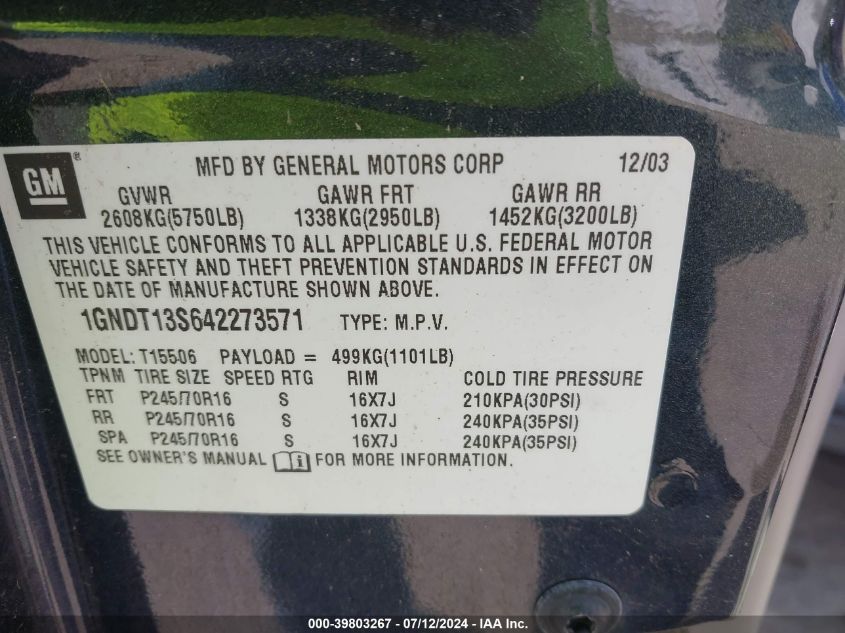 GM ®
MFD BY GENERAL MOTORS CORP 12/03
GVWR GAWR FRT GAWR RR
2608KG(5750LB) 1338KG(2950LB) 1452KG(3200LB)
THIS VEHICLE CONFORMS TO ALL APPLICABLE U.S. FEDERAL MOTOR
VEHICLE SAFETY AND THEFT PREVENTION STANDARDS IN EFFECT ON
THE DATE OF MANUFACTURE SHOWN ABOVE.
1GNDT13S642273571 TYPE: M.P.V.
MODEL: T15506 PAYLOAD = 499KG(1101LB)
TPNM TIRE SIZE SPEED RTG RIM COLD TIRE PRESSURE
FRT P245/70R16 S 16X7J 210KPA(30PSI)
RR P245/70R16 S 16X7J 240KPA(35PSI)
SPA P245/70R16 S 16X7J 240KPA(35PSI)
SEE OWNER'S MANUAL i FOR MORE INFORMATION.
000-39803267 / 07/12/2024 - IAA Inc.